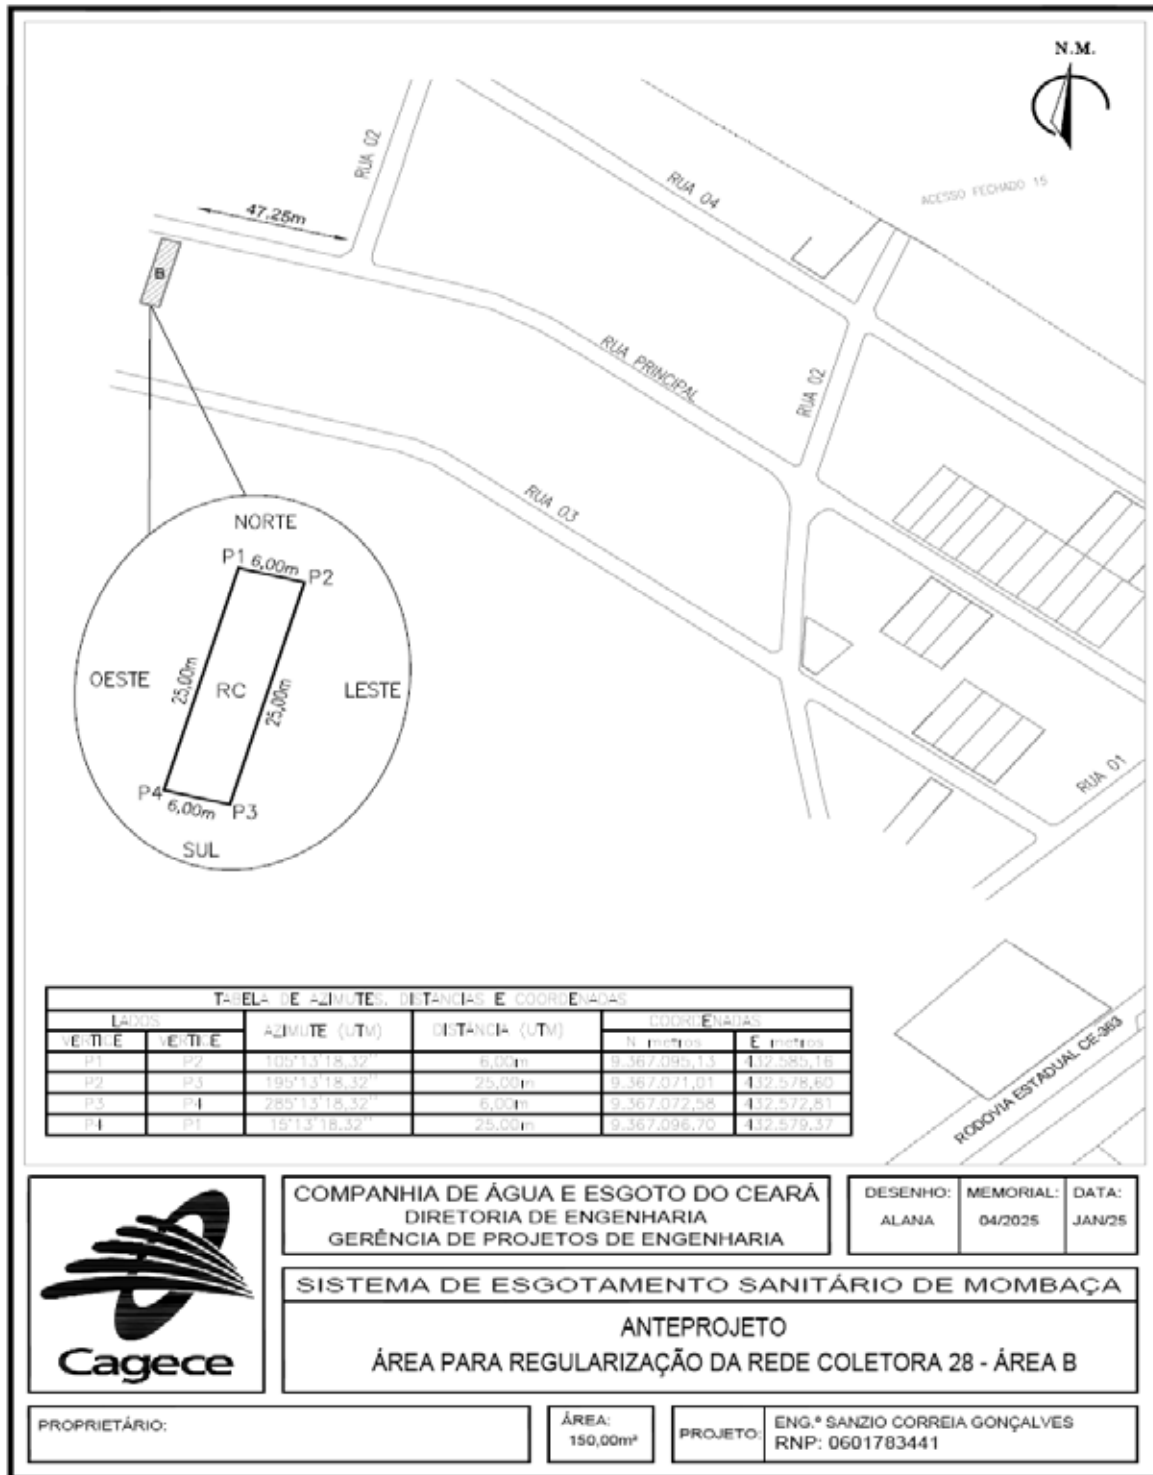 N.M.
ACESSO FECHADO 15
RUA 02
RUA 04
47,25m
B
RUA PRINCIPAL
RUA 02
RUA 03
NORTE
P1 6,00m P2
OESTE
25,00m
RC
25,00m
LESTE
P4 6,00m P3
SUL
RUA 01
RODOVIA ESTADUAL CE-363
TABELA DE AZIMUTES, DISTANCIAS E COORDENADAS
LADOS AZIMUTE (UTM) DISTANCIA (UTM) COORDENADAS
VERTICE VERTICE N metros E metros
P1 P2 105°13'18,32'' 6,00m 9.367.095,13 432.585,16
P2 P3 195°13'18,32'' 25,00m 9.367.071,01 432.578,60
P3 P4 285°13'18,32'' 6,00m 9.367.072,58 432.572,81
P4 P1 15°13'18,32'' 25,00m 9.367.096,70 432.579,37
Cagece
COMPANHIA DE ÁGUA E ESGOTO DO CEARÁ
DIRETORIA DE ENGENHARIA
GERÊNCIA DE PROJETOS DE ENGENHARIA
DESENHO: MEMORIAL: DATA:
ALANA 04/2025 JAN/25
SISTEMA DE ESGOTAMENTO SANITÁRIO DE MOMBAÇA
ANTEPROJETO
ÁREA PARA REGULARIZAÇÃO DA REDE COLETORA 28 - ÁREA B
PROPRIETÁRIO:
ÁREA:
150,00m²
PROJETO:
ENG.º SANZIO CORREIA GONÇALVES
RNP: 0601783441